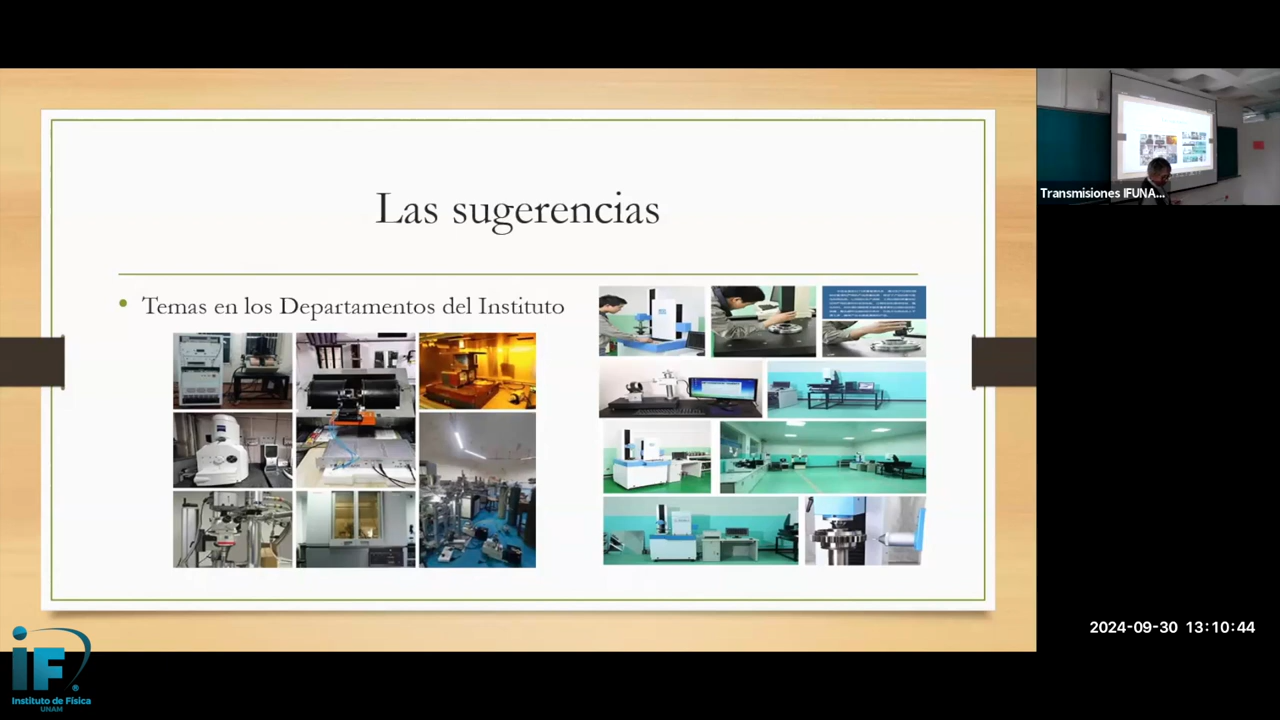 Las sugerencias
en los Departamentos del Instituto
Transmisiones IFUNA...
2024-09-30 13:10:44
iF
Instituto de Física
UNAM